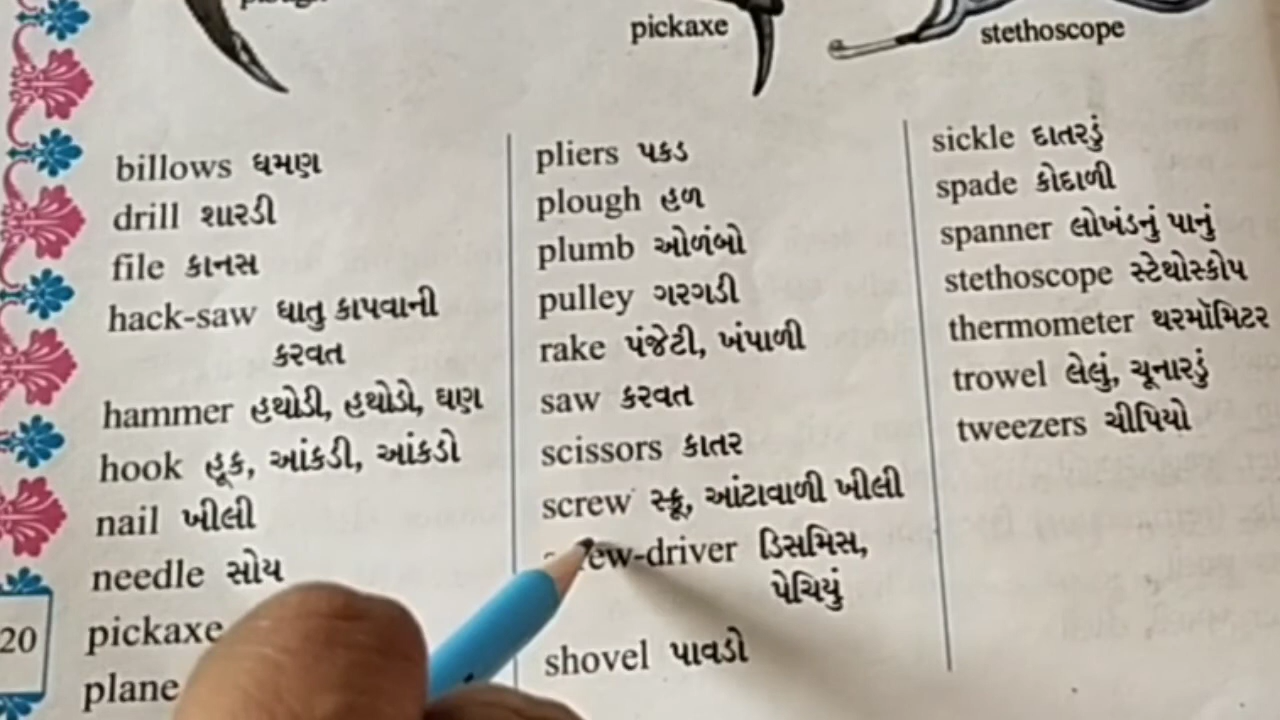 pickaxe
stethoscope
billows ધમણ
drill શારડી
file કાનસ
hack-saw ધાતુ કાપવાની
કરવત
hammer હથોડી, હથોડો, ઘણ
hook હૂક, આંકડી, આંકડો
nail ખીલી
needle સોય
pickaxe
plane
pliers પકડ
plough હળ
plumb ઓળંબો
pulley ગરગડી
rake પંજેટી, ખંપાળી
saw કરવત
scissors કાતર
screw સ્ક્રૂ, આંટાવાળી ખીલી
ew-driver ડિસમિસ,
પેચિયું
shovel પાવડો
sickle દાતરડું
spade કોદાળી
spanner લોખંડનું પાનું
stethoscope સ્ટેથોસ્કોપ
thermometer થરમૉમિટર
trowel લેલું, ચૂનારડું
tweezers ચીપિયો
20